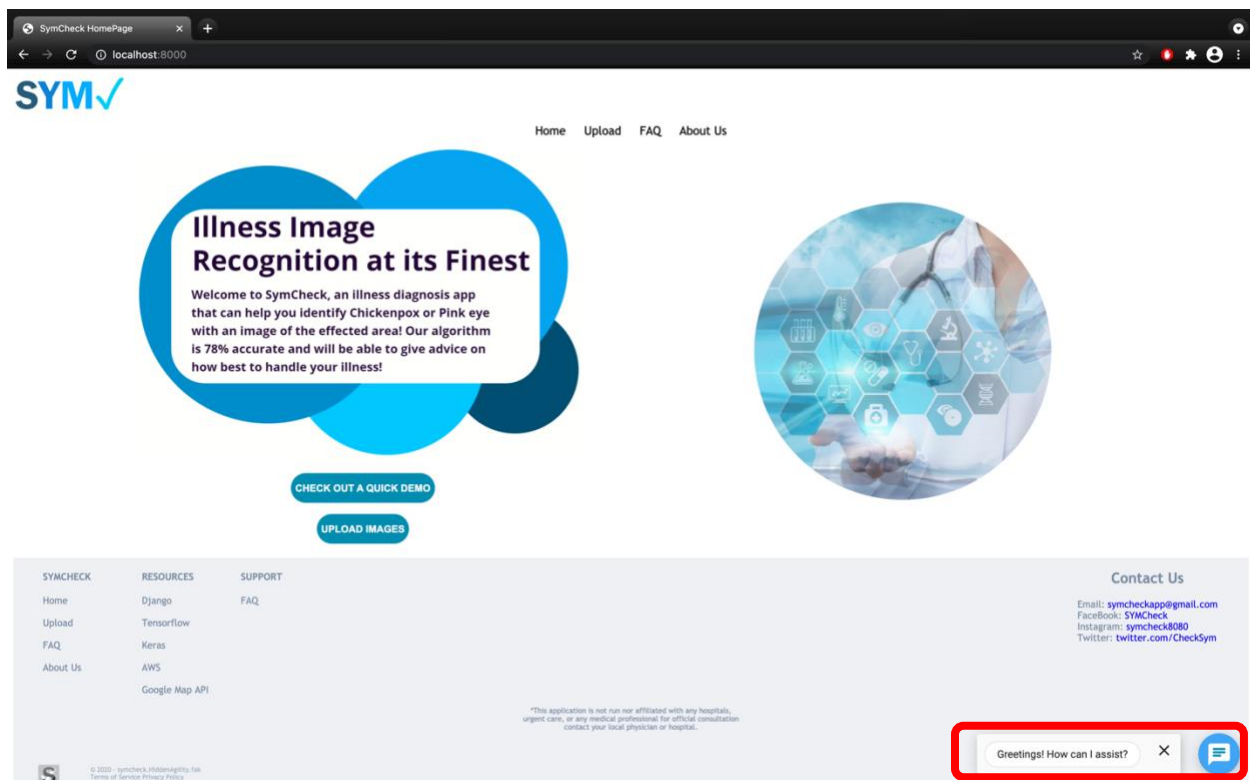 SymCheck HomePage
localhost:8000
SYM✓
Home Upload FAQ About Us
Illness Image
Recognition at its Finest
Welcome to SymCheck, an illness diagnosis app
that can help you identify Chickenpox or Pink eye
with an image of the effected area! Our algorithm
is 78% accurate and will be able to give advice on
how best to handle your illness!
CHECK OUT A QUICK DEMO
UPLOAD IMAGES
SYMCHECK
Home
Upload
FAQ
About Us
RESOURCES
Django
Tensorflow
Keras
AWS
Google Map API
SUPPORT
FAQ
Contact Us
Email: symcheckapp@gmail.com
FaceBook: SYMCheck
Instagram: symcheck8080
Twitter: twitter.com/CheckSym
*This application is not run nor affiliated with any hospitals,
urgent care, or any medical professional for official consultation
contact your local physician or hospital.
Greetings! How can I assist?
S
© 2020 - symcheck.HiddenAgility.fak
Terms of Service Privacy Policy